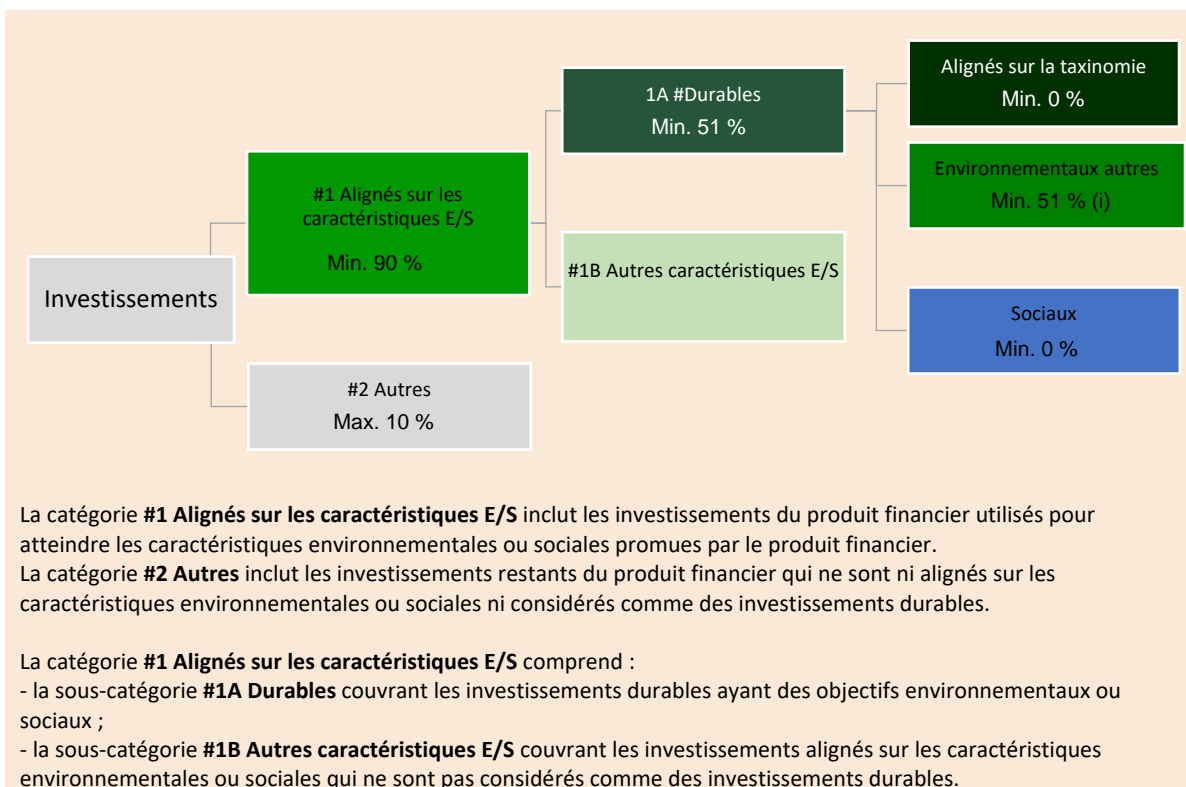 Investissements
#1 Alignés sur les
caractéristiques E/S
Min. 90 %
#2 Autres
Max. 10 %
1A #Durables
Min. 51 %
#1B Autres caractéristiques E/S
Alignés sur la taxinomie
Min. 0 %
Environnementaux autres
Min. 51 % (i)
Sociaux
Min. 0 %
La catégorie #1 Alignés sur les caractéristiques E/S inclut les investissements du produit financier utilisés pour
atteindre les caractéristiques environnementales ou sociales promues par le produit financier.
La catégorie #2 Autres inclut les investissements restants du produit financier qui ne sont ni alignés sur les
caractéristiques environnementales ou sociales ni considérés comme des investissements durables.
La catégorie #1 Alignés sur les caractéristiques E/S comprend :
- la sous-catégorie #1A Durables couvrant les investissements durables ayant des objectifs environnementaux ou
sociaux ;
- la sous-catégorie #1B Autres caractéristiques E/S couvrant les investissements alignés sur les caractéristiques
environnementales ou sociales qui ne sont pas considérés comme des investissements durables.